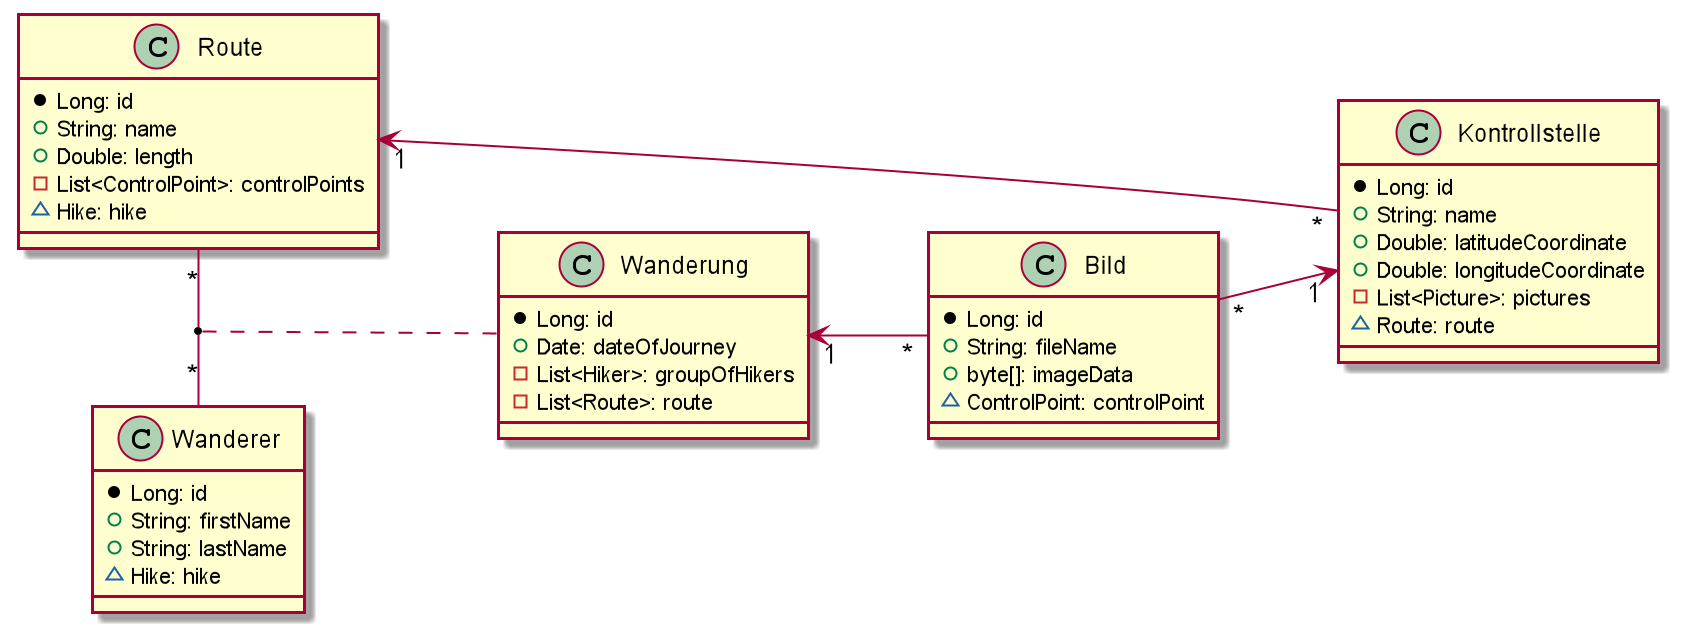 C Route
Long: id
String: name
Double: length
List<ControlPoint>: controlPoints
Hike: hike
1
*
C Kontrollstelle
Long: id
String: name
Double: latitudeCoordinate
Double: longitudeCoordinate
List<Picture>: pictures
Route: route
*
*
C Wanderung
Long: id
Date: dateOfJourney
List<Hiker>: groupOfHikers
List<Route>: route
1
*
C Bild
Long: id
String: fileName
byte[]: imageData
ControlPoint: controlPoint
*
1
C Wanderer
Long: id
String: firstName
String: lastName
Hike: hike